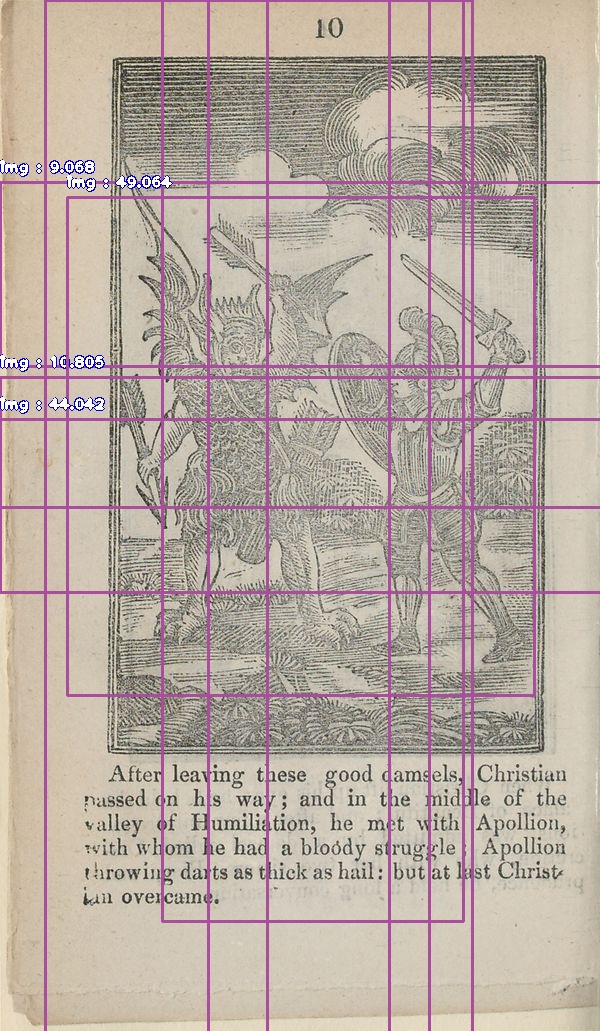 10
Img : 9.068
Img : 49.064
Img : 10.805
Img : 44.042
After leaving these good damsels, Christian
passed on his way; and in the middle of the
valley of Humiliation, he met with Apollion,
with whom he had a bloody struggle; Apollion
throwing darts as thick as hail: but at last Christ-
ian overcame.